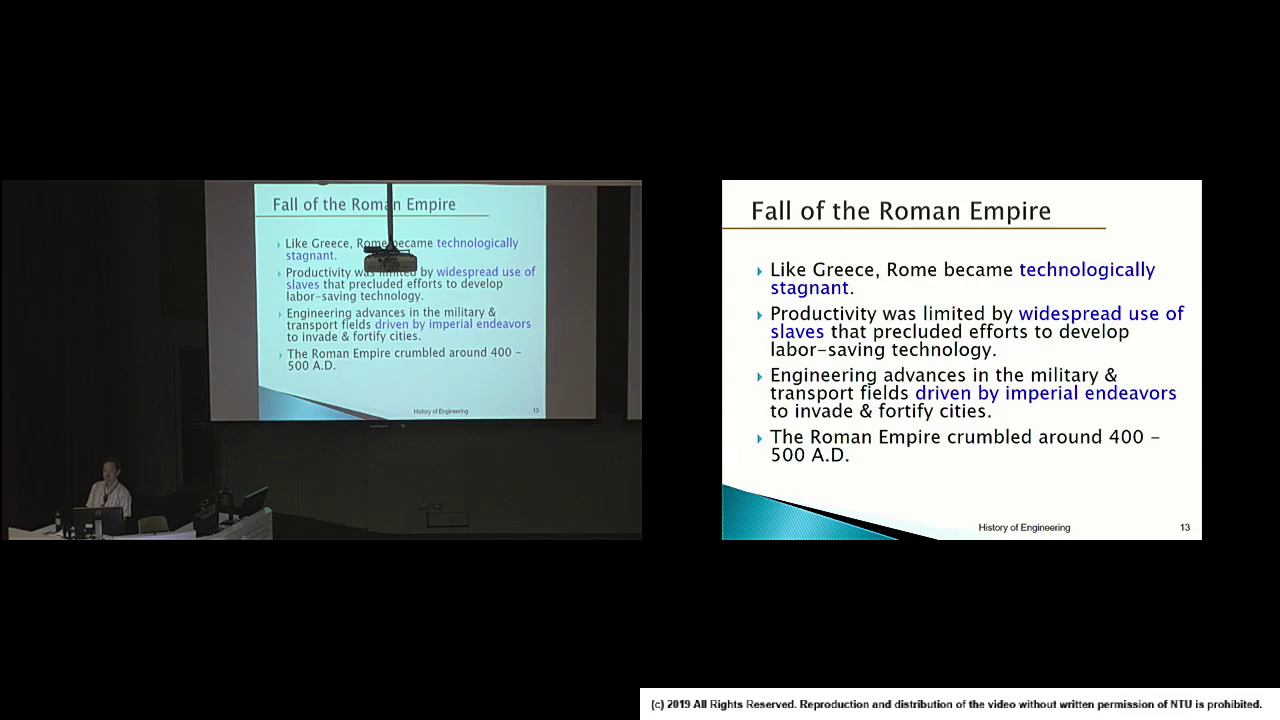 Fall of the Roman Empire
Like Greece, Rome became technologically
stagnant.
Productivity was limited by widespread use of
slaves that precluded efforts to develop
labor-saving technology.
Engineering advances in the military &
transport fields driven by imperial endeavors
to invade & fortify cities.
The Roman Empire crumbled around 400 –
500 A.D.
History of Engineering 13
Fall of the Roman Empire
Like Greece, Rome became technologically
stagnant.
Productivity was limited by widespread use of
slaves that precluded efforts to develop
labor-saving technology.
Engineering advances in the military &
transport fields driven by imperial endeavors
to invade & fortify cities.
The Roman Empire crumbled around 400 –
500 A.D.
History of Engineering 13
(c) 2019 All Rights Reserved. Reproduction and distribution of the video without written permission of NTU is prohibited.